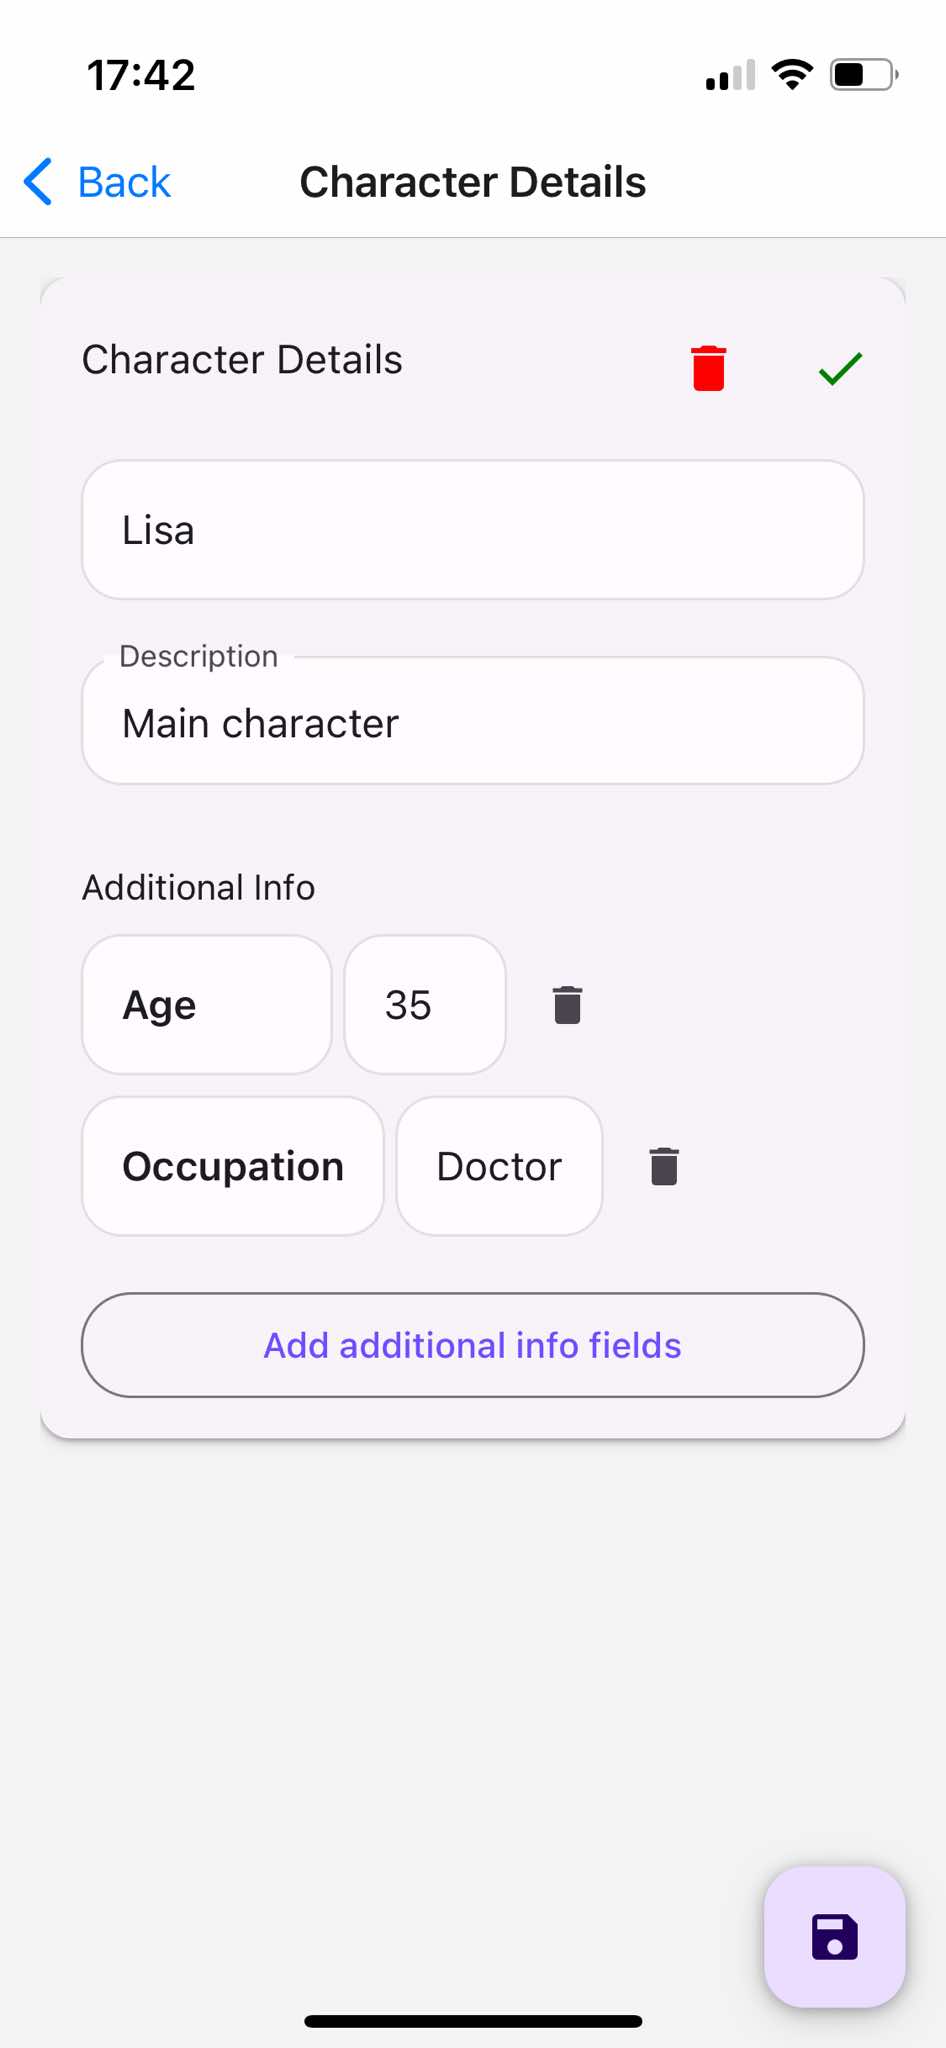 17:42
Back
Character Details
Character Details
Lisa
Description
Main character
Additional Info
Age 35
Occupation Doctor
Add additional info fields